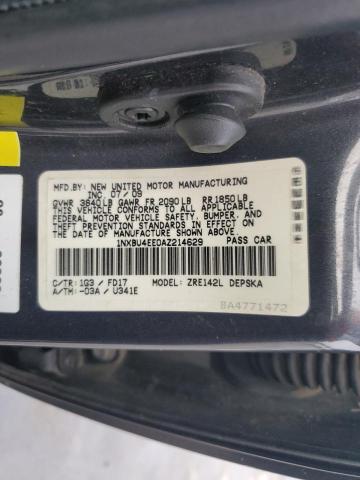 MFD.BY: NEW UNITED MOTOR MANUFACTURING
INC. 07/09
GVWR 3640LB GAWR FR 2090LB RR1850LB
THIS VEHICLE CONFORMS TO ALL APPLICABLE
FEDERAL MOTOR VEHICLE SAFETY, BUMPER, AND
THEFT PREVENTION STANDARDS IN EFFECT ON
THE DATE OF MANUFACTURE SHOWN ABOVE.
1NXBU4EE0AZ214629 PASS CAR
C/TR: 1G3 / FD17 MODEL: ZRE142L DEPSKA
A/TM: -03A / U341E
8A4771472